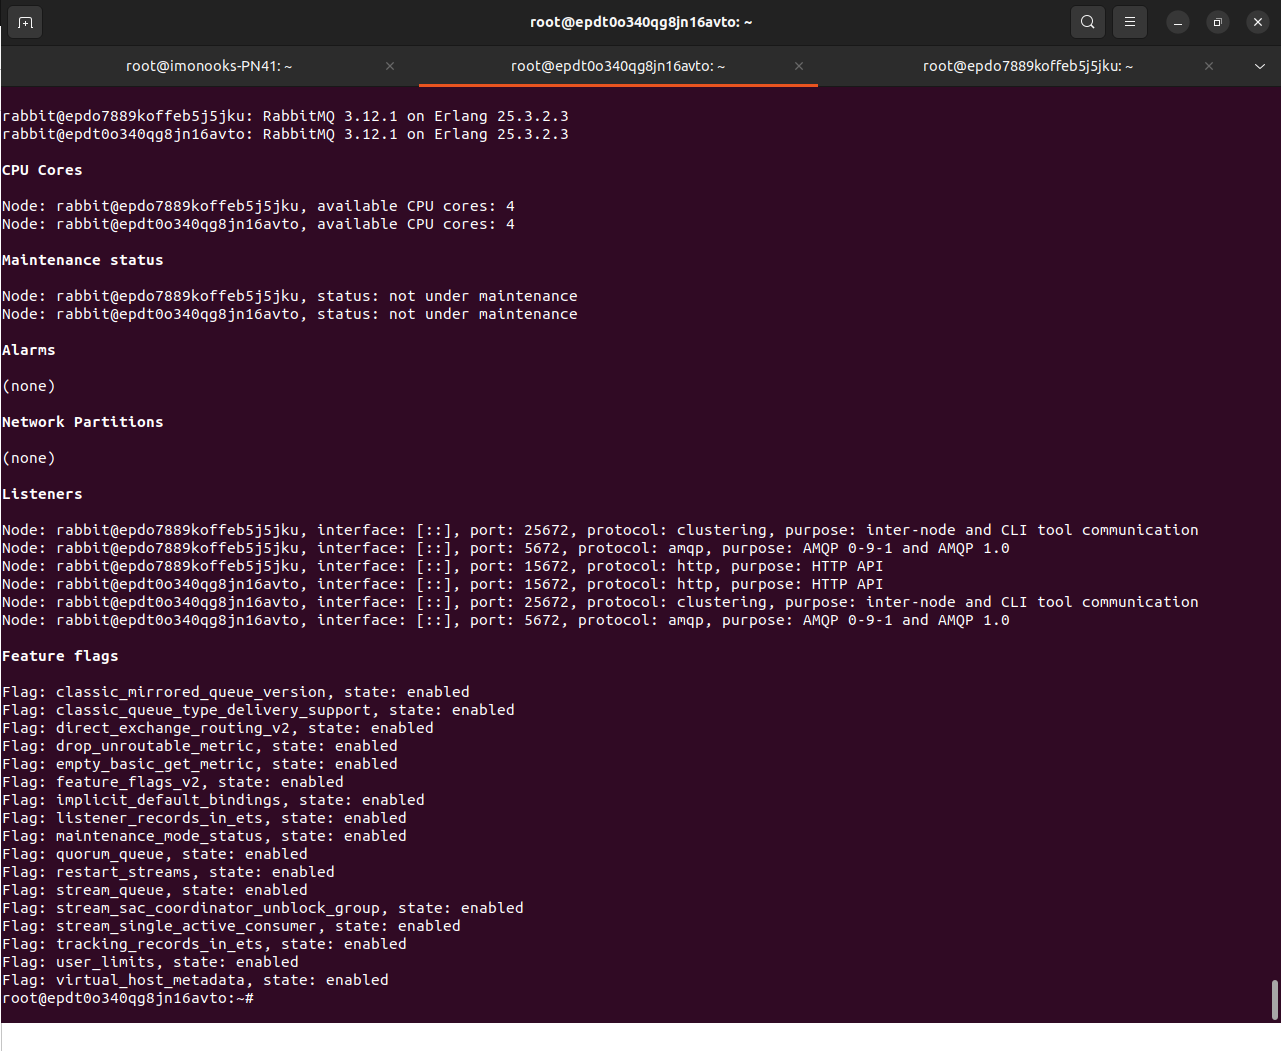 root@epdt0o340qg8jn16avto: ~
root@imonooks-PN41: ~
root@epdt0o340qg8jn16avto: ~
root@epdo7889koffeb5j5jku: ~
rabbit@epdo7889koffeb5j5jku: RabbitMQ 3.12.1 on Erlang 25.3.2.3
rabbit@epdt0o340qg8jn16avto: RabbitMQ 3.12.1 on Erlang 25.3.2.3
CPU Cores
Node: rabbit@epdo7889koffeb5j5jku, available CPU cores: 4
Node: rabbit@epdt0o340qg8jn16avto, available CPU cores: 4
Maintenance status
Node: rabbit@epdo7889koffeb5j5jku, status: not under maintenance
Node: rabbit@epdt0o340qg8jn16avto, status: not under maintenance
Alarms
(none)
Network Partitions
(none)
Listeners
Node: rabbit@epdo7889koffeb5j5jku, interface: [::], port: 25672, protocol: clustering, purpose: inter-node and CLI tool communication
Node: rabbit@epdo7889koffeb5j5jku, interface: [::], port: 5672, protocol: amqp, purpose: AMQP 0-9-1 and AMQP 1.0
Node: rabbit@epdo7889koffeb5j5jku, interface: [::], port: 15672, protocol: http, purpose: HTTP API
Node: rabbit@epdt0o340qg8jn16avto, interface: [::], port: 15672, protocol: http, purpose: HTTP API
Node: rabbit@epdt0o340qg8jn16avto, interface: [::], port: 25672, protocol: clustering, purpose: inter-node and CLI tool communication
Node: rabbit@epdt0o340qg8jn16avto, interface: [::], port: 5672, protocol: amqp, purpose: AMQP 0-9-1 and AMQP 1.0
Feature flags
Flag: classic_mirrored_queue_version, state: enabled
Flag: classic_queue_type_delivery_support, state: enabled
Flag: direct_exchange_routing_v2, state: enabled
Flag: drop_unroutable_metric, state: enabled
Flag: empty_basic_get_metric, state: enabled
Flag: feature_flags_v2, state: enabled
Flag: implicit_default_bindings, state: enabled
Flag: listener_records_in_ets, state: enabled
Flag: maintenance_mode_status, state: enabled
Flag: quorum_queue, state: enabled
Flag: restart_streams, state: enabled
Flag: stream_queue, state: enabled
Flag: stream_sac_coordinator_unblock_group, state: enabled
Flag: stream_single_active_consumer, state: enabled
Flag: tracking_records_in_ets, state: enabled
Flag: user_limits, state: enabled
Flag: virtual_host_metadata, state: enabled
root@epdt0o340qg8jn16avto:~#